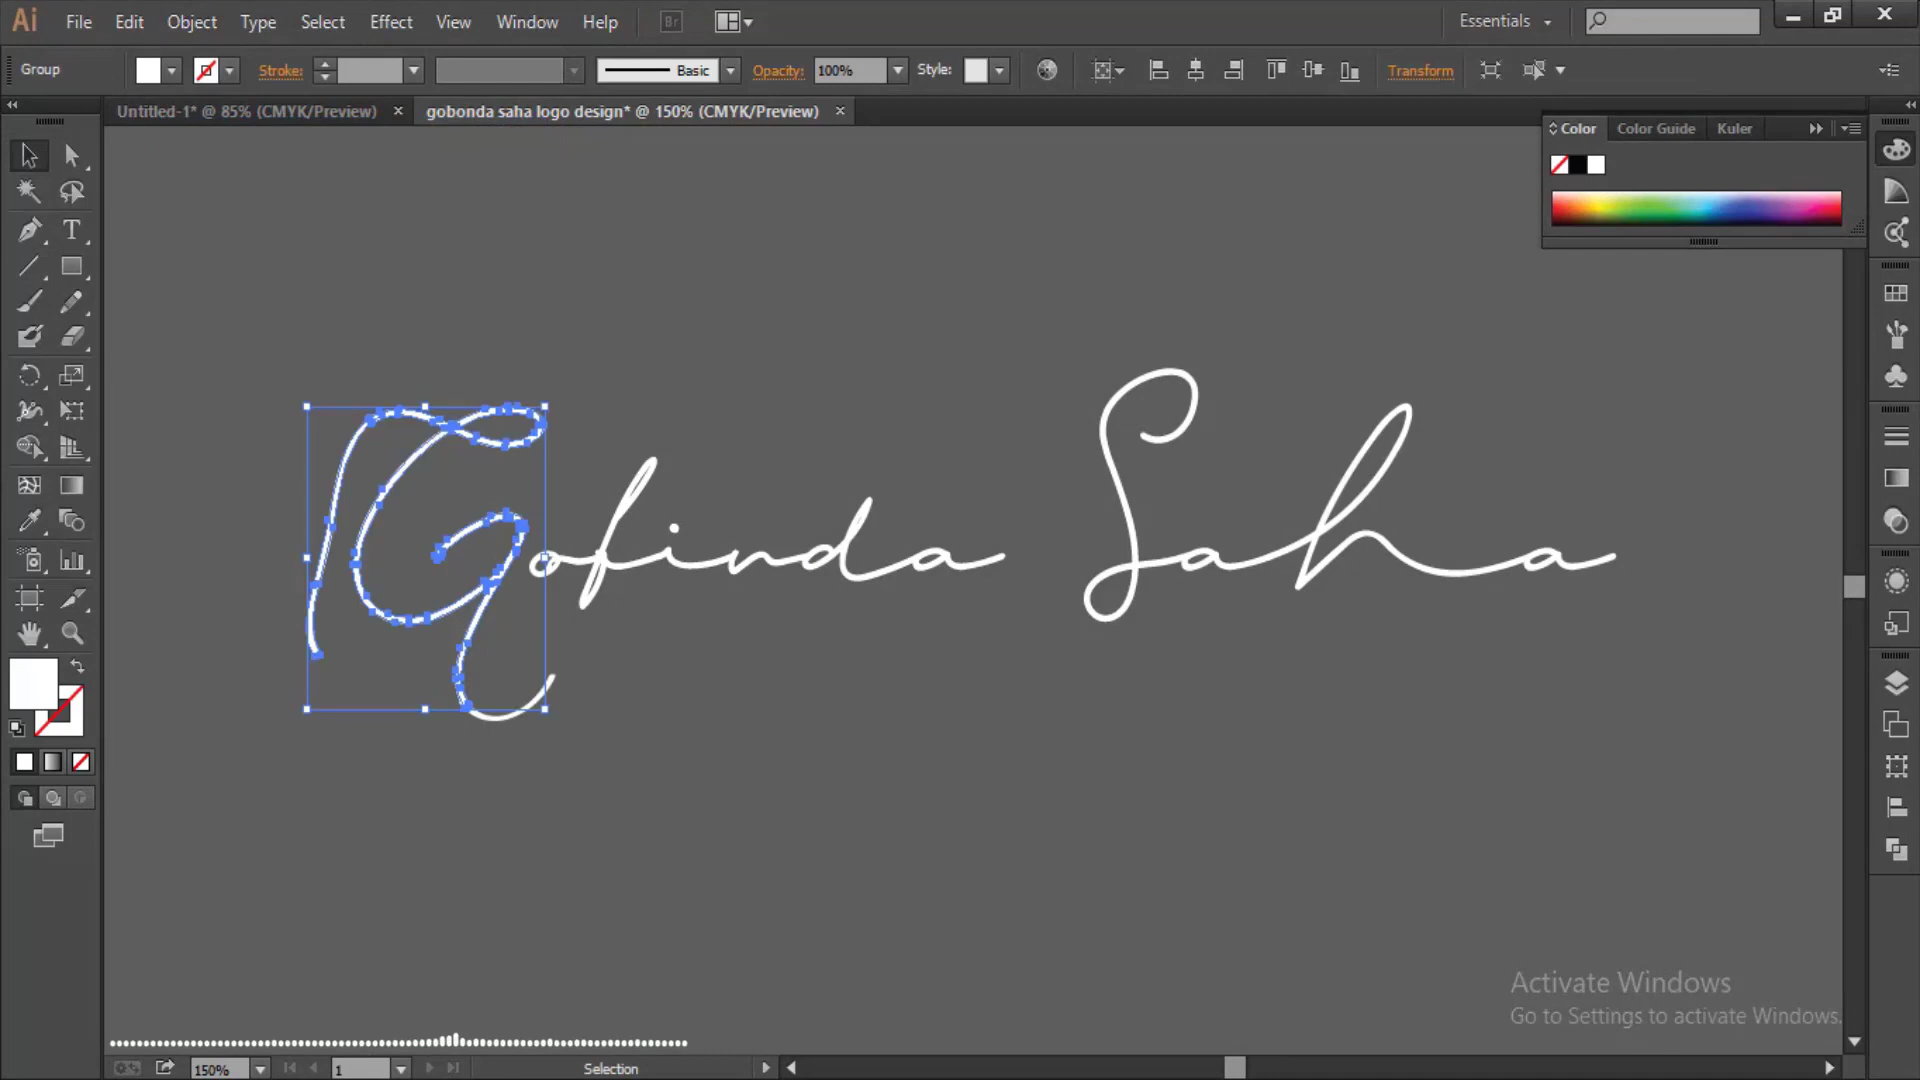 Ai File Edit Object Type Select Effect View Window Help Br Essentials
Group Stroke: Basic Opacity: 100% Style: Transform
Untitled-1* @ 85% (CMYK/Preview) gobonda saha logo design* @ 150% (CMYK/Preview)
Color Color Guide Kuler
Gofinda Saha
Activate Windows
Go to Settings to activate Windows.
150% 1 Selection